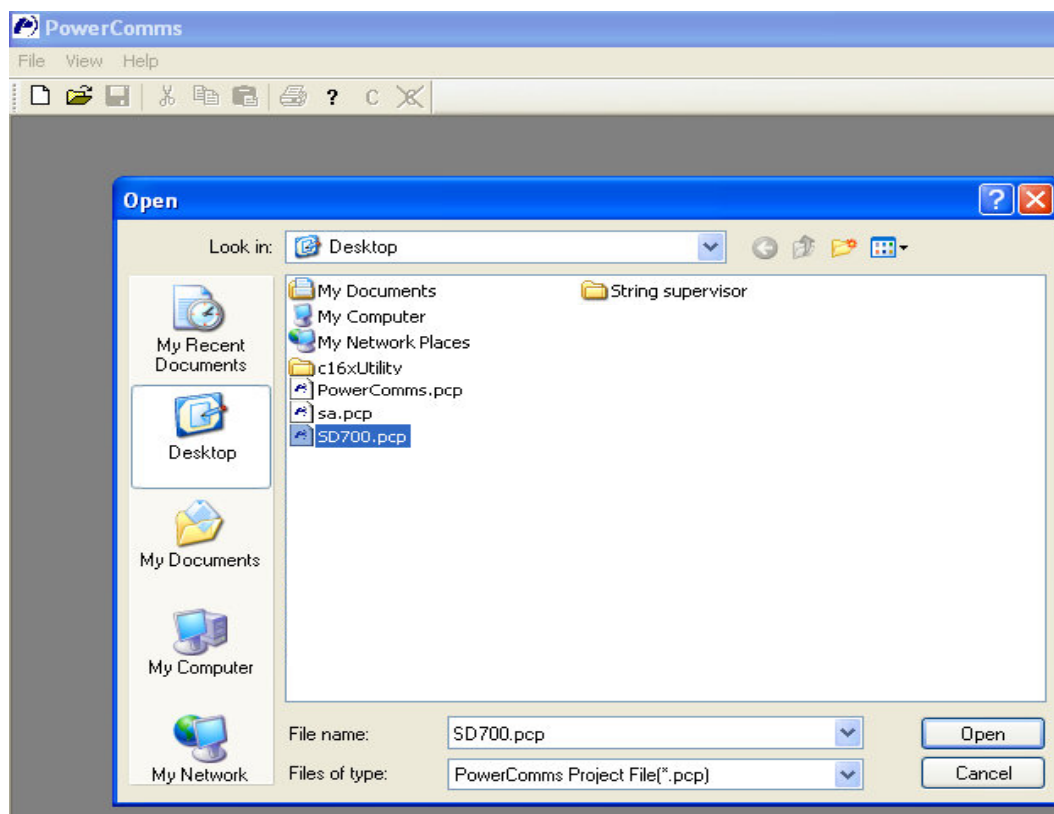 PowerComms
File View Help
? C
Open
Look in: Desktop
My Recent
Documents
Desktop
My Documents
My Computer
My Network
My Documents
My Computer
My Network Places
c16xUtility
PowerComms.pcp
sa.pcp
SD700.pcp
String supervisor
File name: SD700.pcp Open
Files of type: PowerComms Project File(*.pcp) Cancel